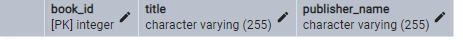 book_id
[PK] integer
title
character varying (255)
publisher_name
character varying (255)